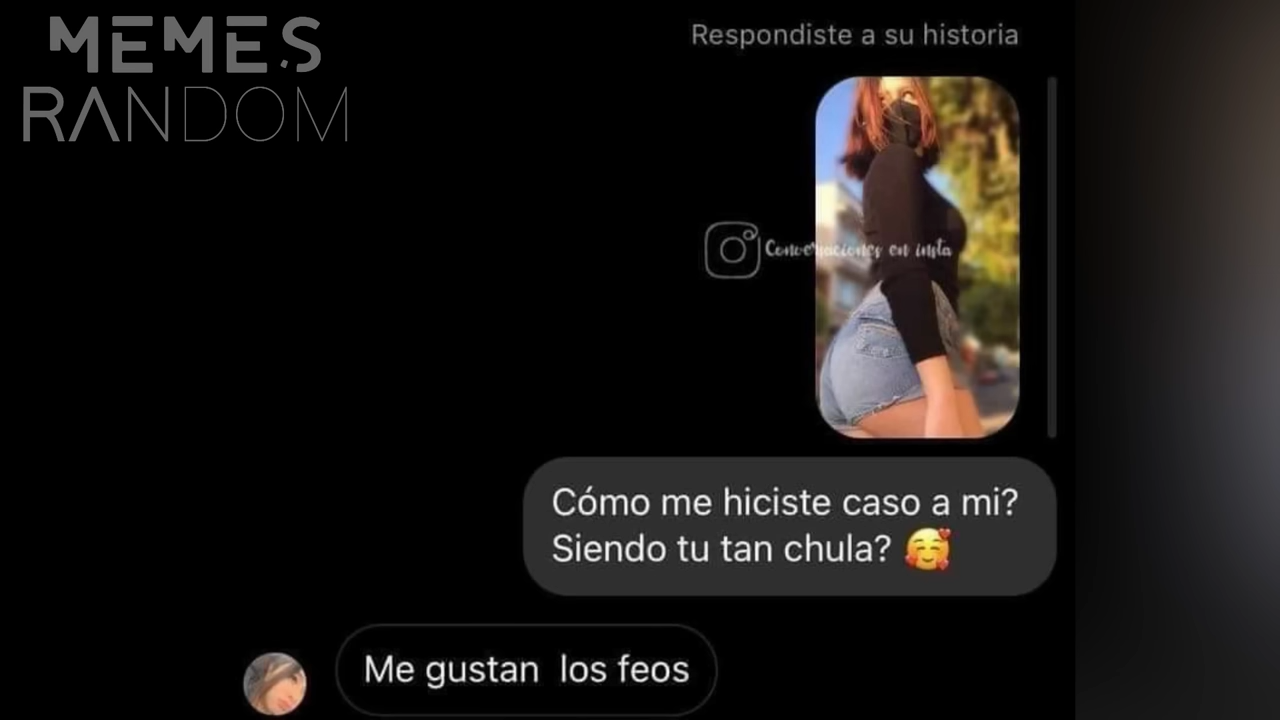 MEMES
RANDOM
Respondiste a su historia
Conversaciones en insta
Cómo me hiciste caso a mi?
Siendo tu tan chula? 🥰
Me gustan  los feos